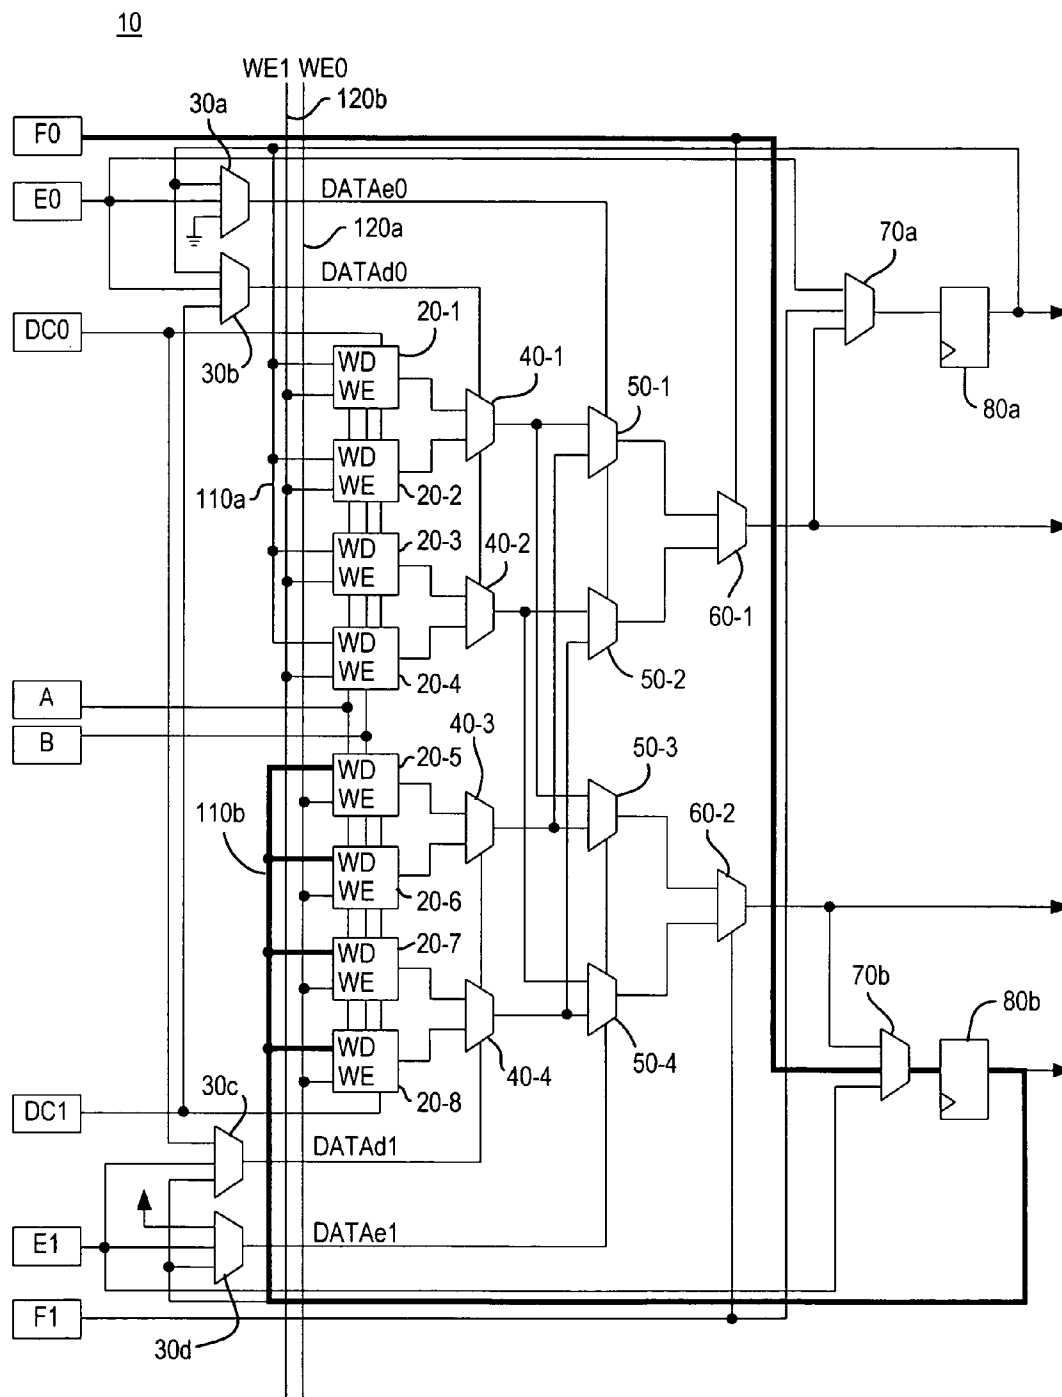 10
WE1 WE0
120b
30a
F0
E0
DATAe0
120a
70a
DATAd0
20-1
DC0
40-1
30b
WD
WE
50-1
80a
WD
WE
20-2
110a
20-3
WD
WE
40-2
60-1
WD
WE
20-4
50-2
A
B
40-3
20-5
WD
WE
50-3
60-2
110b
WD
WE
20-6
20-7
WD
WE
70b
80b
50-4
WD
WE
20-8
40-4
30c
DC1
DATAd1
E1
DATAe1
F1
30d